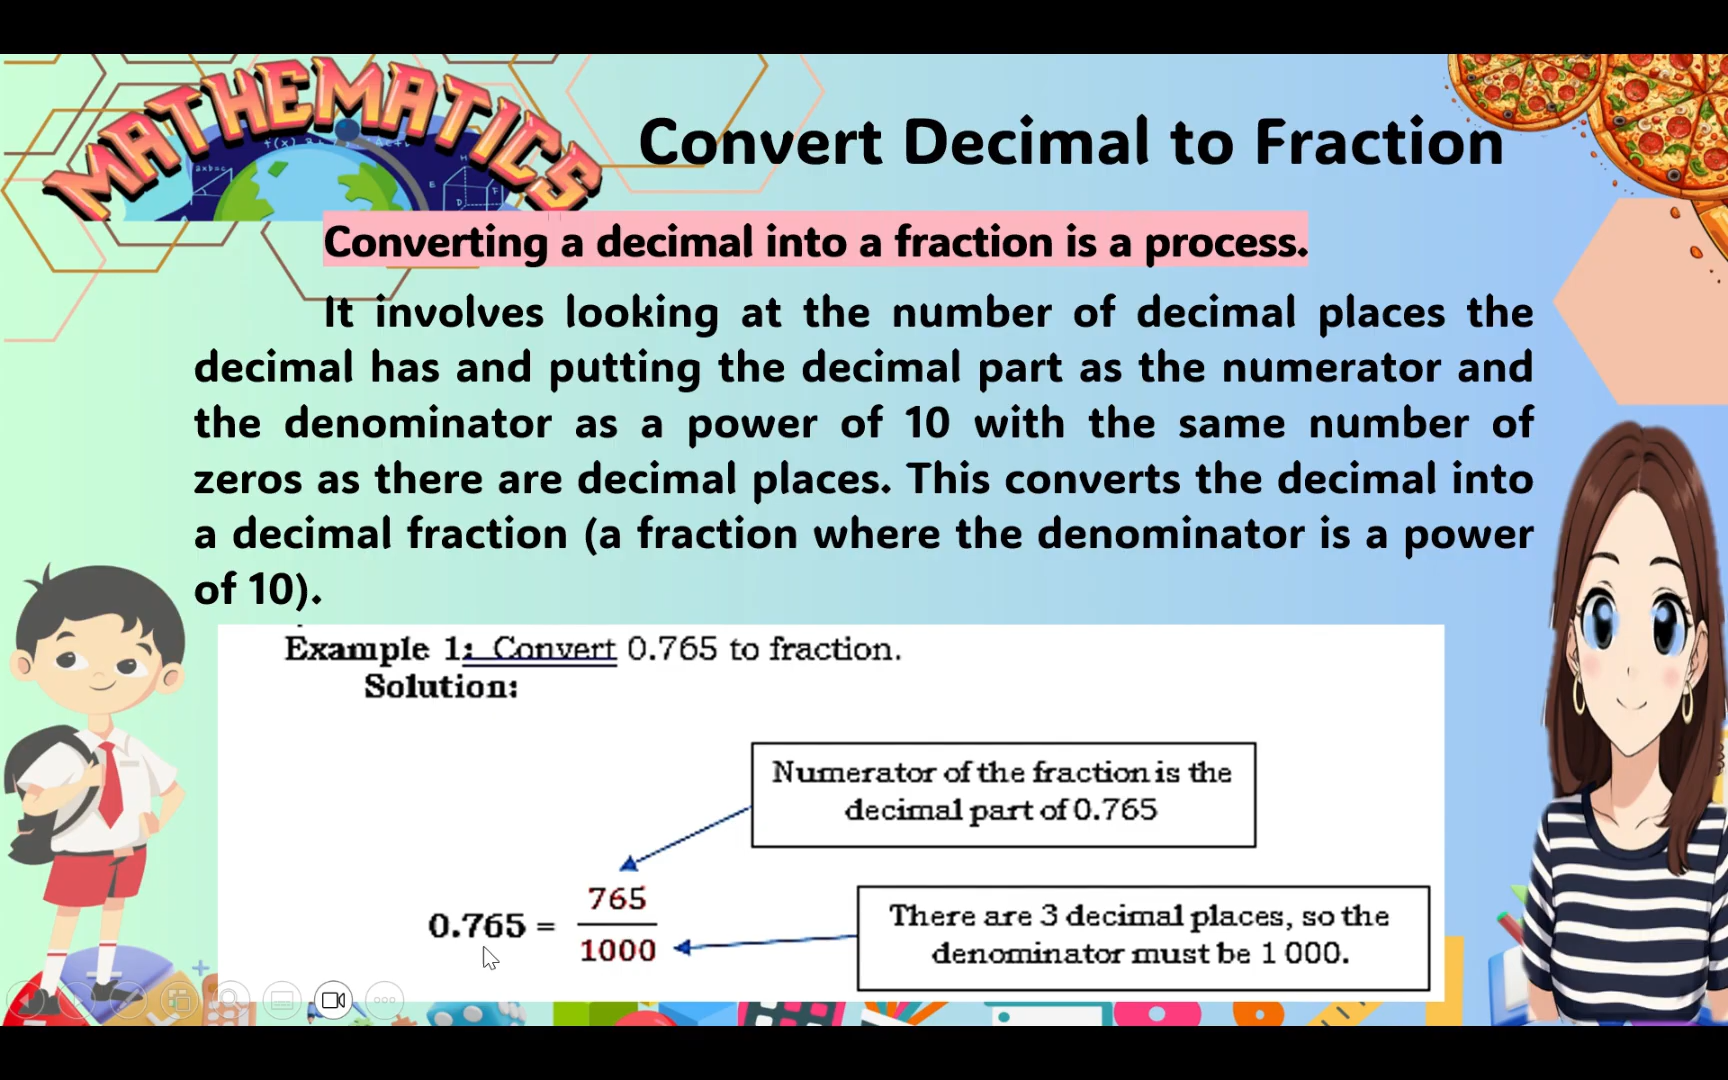 MATHEMATICS
Convert Decimal to Fraction
Converting a decimal into a fraction is a process.
It involves looking at the number of decimal places the
decimal has and putting the decimal part as the numerator and
the denominator as a power of 10 with the same number of
zeros as there are decimal places. This converts the decimal into
a decimal fraction (a fraction where the denominator is a power
of 10).
Example 1: Convert 0.765 to fraction.
Solution:
Numerator of the fraction is the
decimal part of 0.765
0.765 = 765/1000
There are 3 decimal places, so the
denominator must be 1 000.